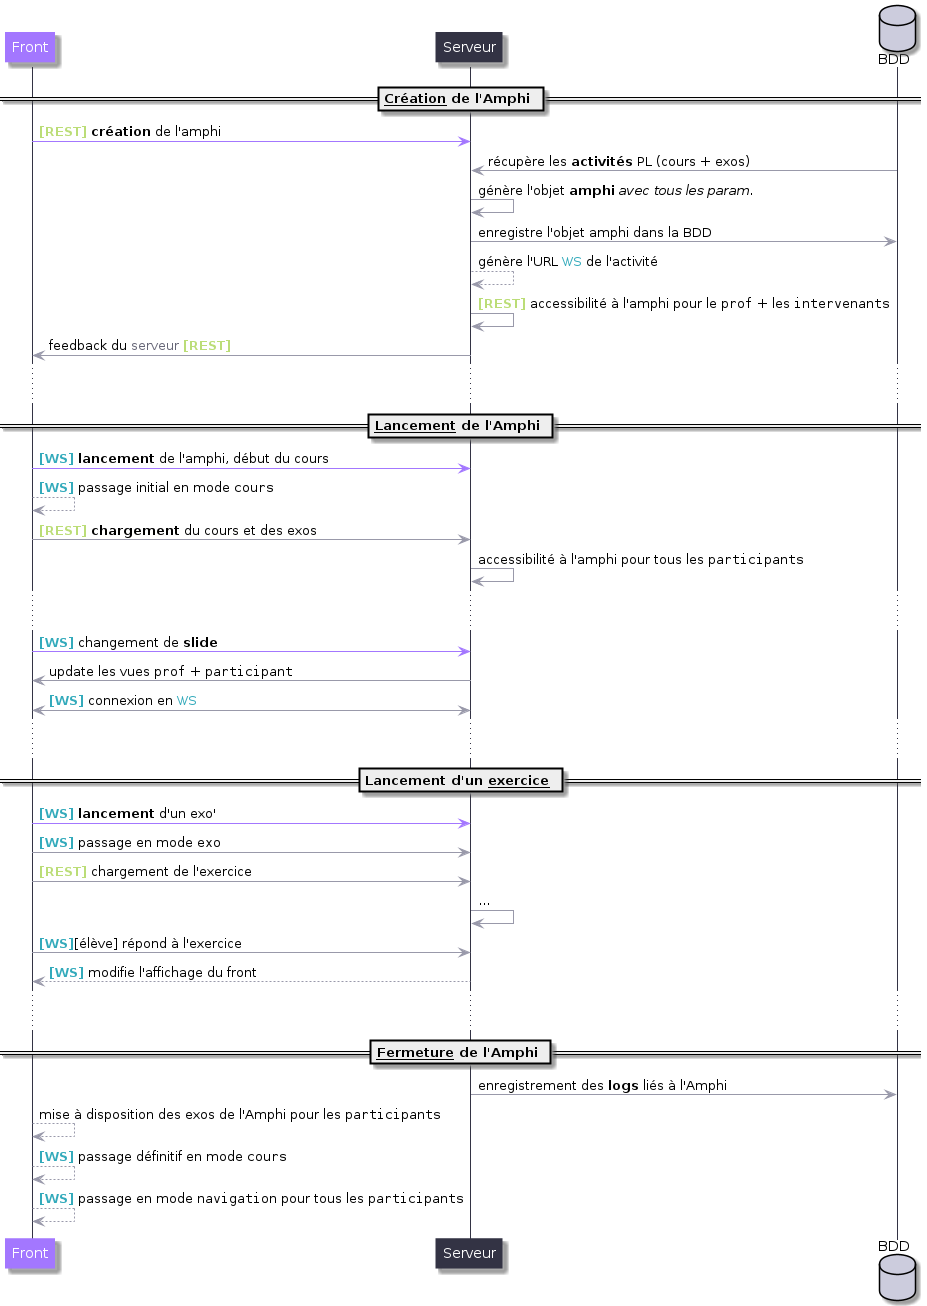 BDD
Front
Serveur
Création de l'Amphi
[REST] création de l'amphi
récupère les activités PL (cours + exos)
génère l'objet amphi avec tous les param.
enregistre l'objet amphi dans la BDD
génère l'URL WS de l'activité
[REST] accessibilité à l'amphi pour le prof + les intervenants
feedback du serveur [REST]
Lancement de l'Amphi
[WS] lancement de l'amphi, début du cours
[WS] passage initial en mode cours
[REST] chargement du cours et des exos
accessibilité à l'amphi pour tous les participants
[WS] changement de slide
update les vues prof + participant
[WS] connexion en WS
Lancement d'un exercice
[WS] lancement d'un exo'
[WS] passage en mode exo
[REST] chargement de l'exercice
...
[WS][élève] répond à l'exercice
[WS] modifie l'affichage du front
Fermeture de l'Amphi
enregistrement des logs liés à l'Amphi
mise à disposition des exos de l'Amphi pour les participants
[WS] passage définitif en mode cours
[WS] passage en mode navigation pour tous les participants
Front
Serveur
BDD